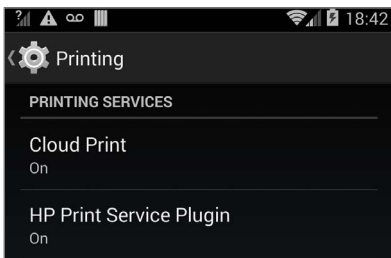 18:42
Printing
PRINTING SERVICES
Cloud Print
On
HP Print Service Plugin
On